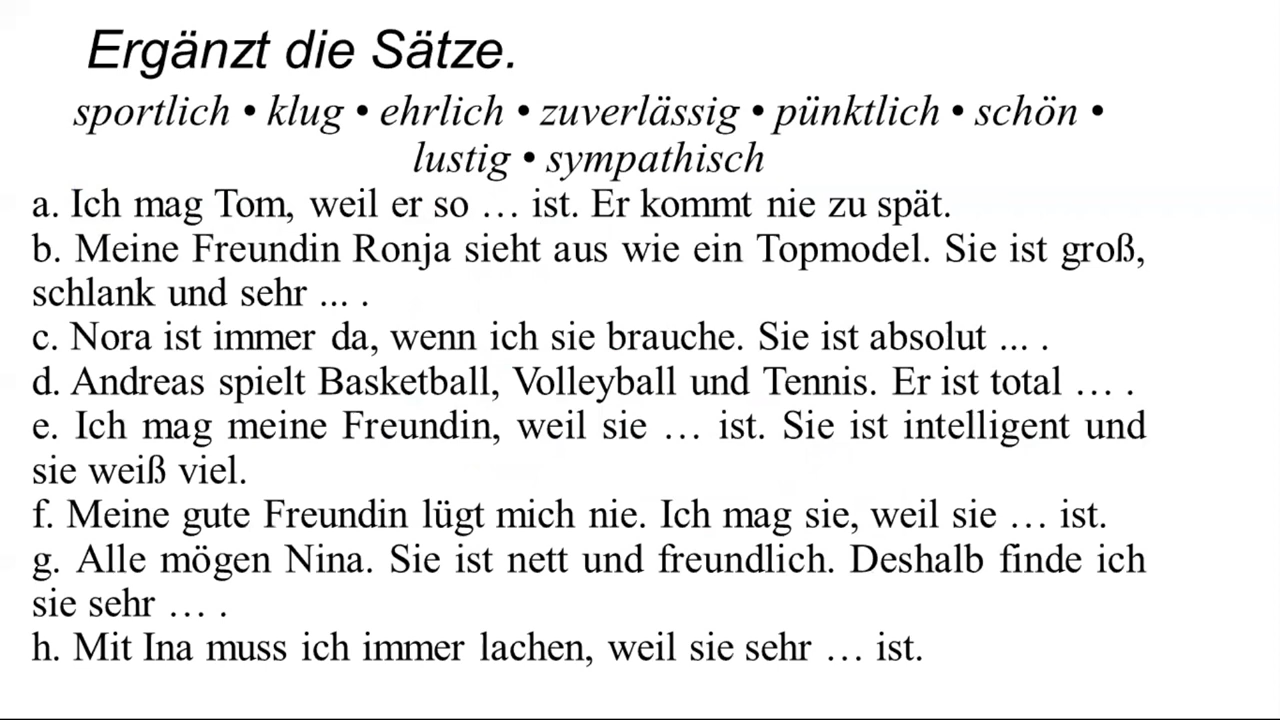 Ergänzt die Sätze.
sportlich • klug • ehrlich • zuverlässig • pünktlich • schön •
lustig • sympathisch
a. Ich mag Tom, weil er so … ist. Er kommt nie zu spät.
b. Meine Freundin Ronja sieht aus wie ein Topmodel. Sie ist groß,
schlank und sehr ... .
c. Nora ist immer da, wenn ich sie brauche. Sie ist absolut ... .
d. Andreas spielt Basketball, Volleyball und Tennis. Er ist total … .
e. Ich mag meine Freundin, weil sie … ist. Sie ist intelligent und
sie weiß viel.
f. Meine gute Freundin lügt mich nie. Ich mag sie, weil sie … ist.
g. Alle mögen Nina. Sie ist nett und freundlich. Deshalb finde ich
sie sehr … .
h. Mit Ina muss ich immer lachen, weil sie sehr … ist.